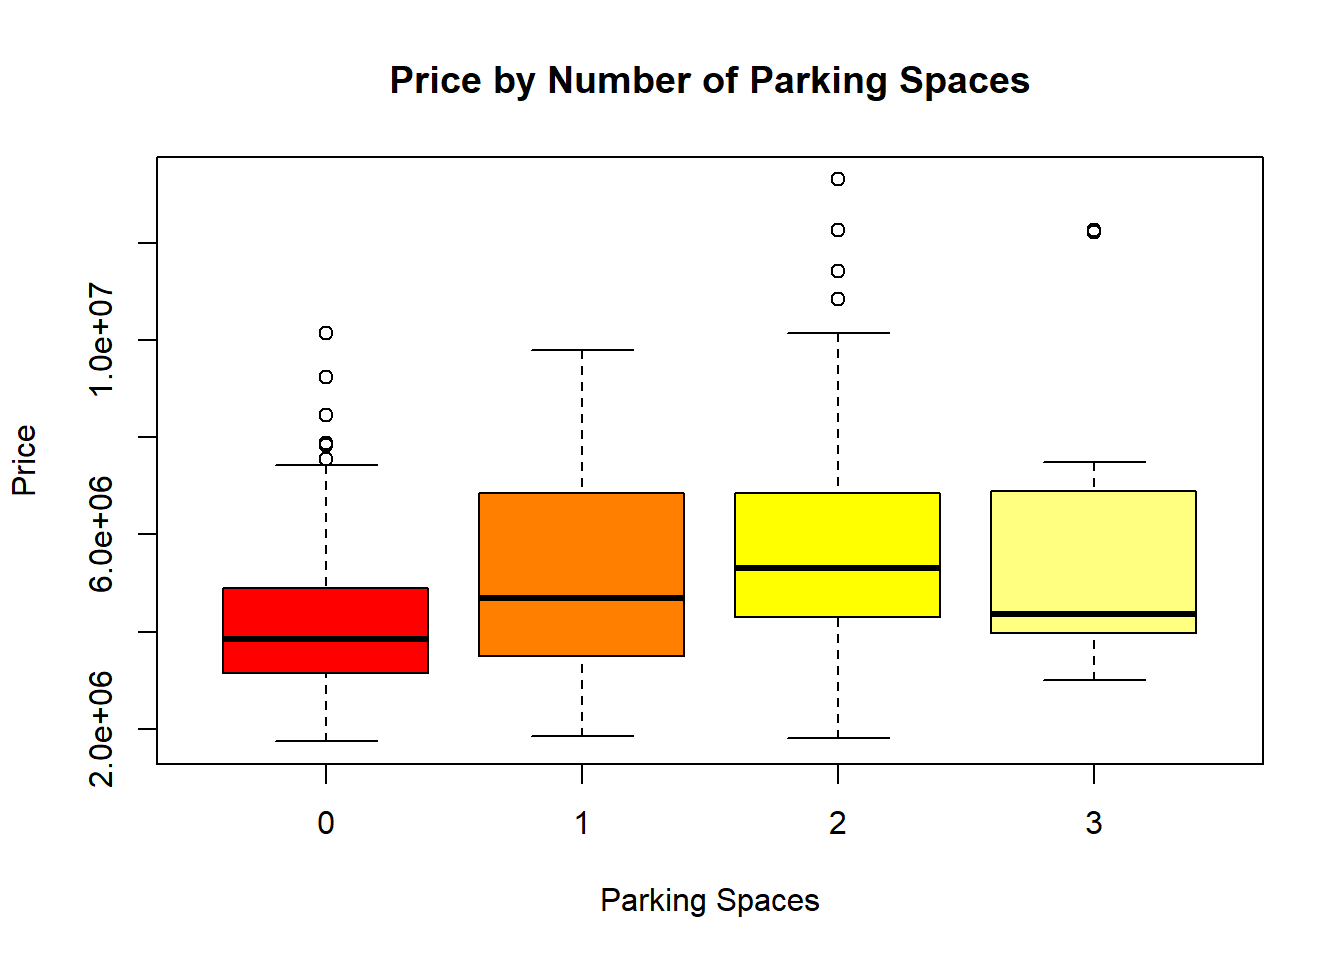 Price by Number of Parking Spaces
Price
1.0e+07
6.0e+06
2.0e+06
0 1 2 3
Parking Spaces